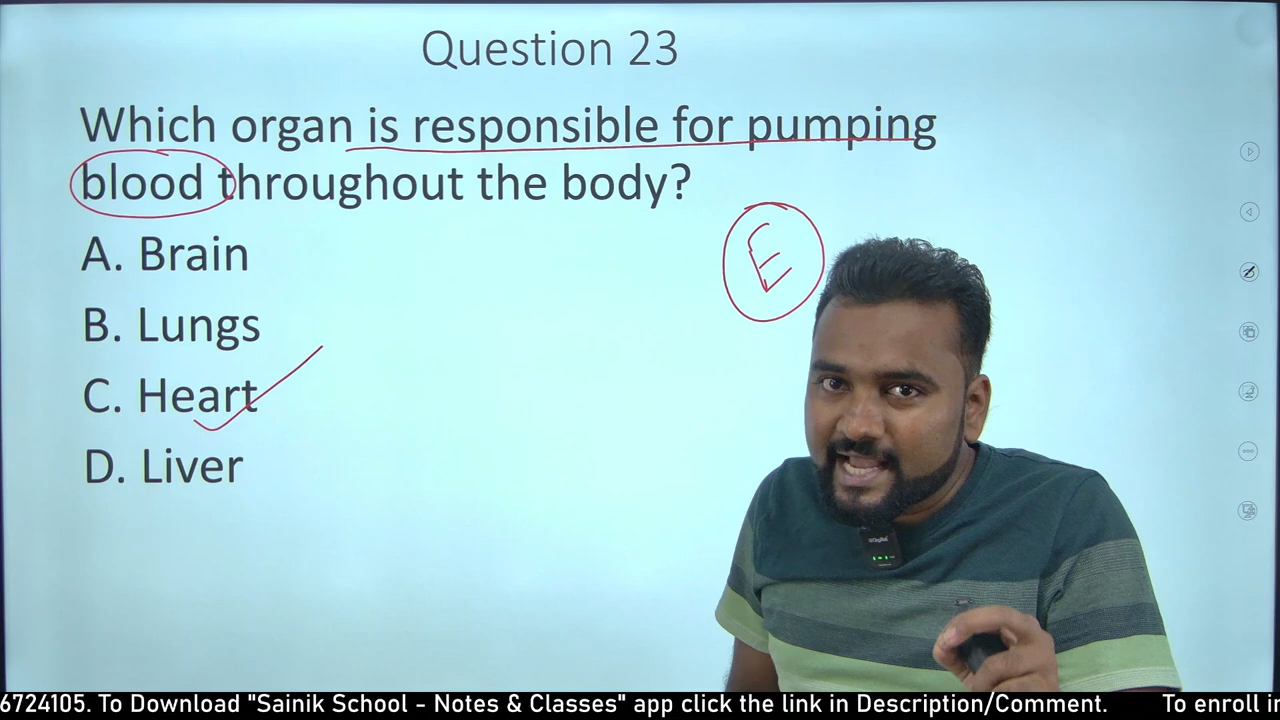 Question 23
Which organ is responsible for pumping
blood throughout the body?
E
A. Brain
B. Lungs
C. Heart
D. Liver
6724105. To Download "Sainik School - Notes & Classes" app click the link in Description/Comment. To enroll in